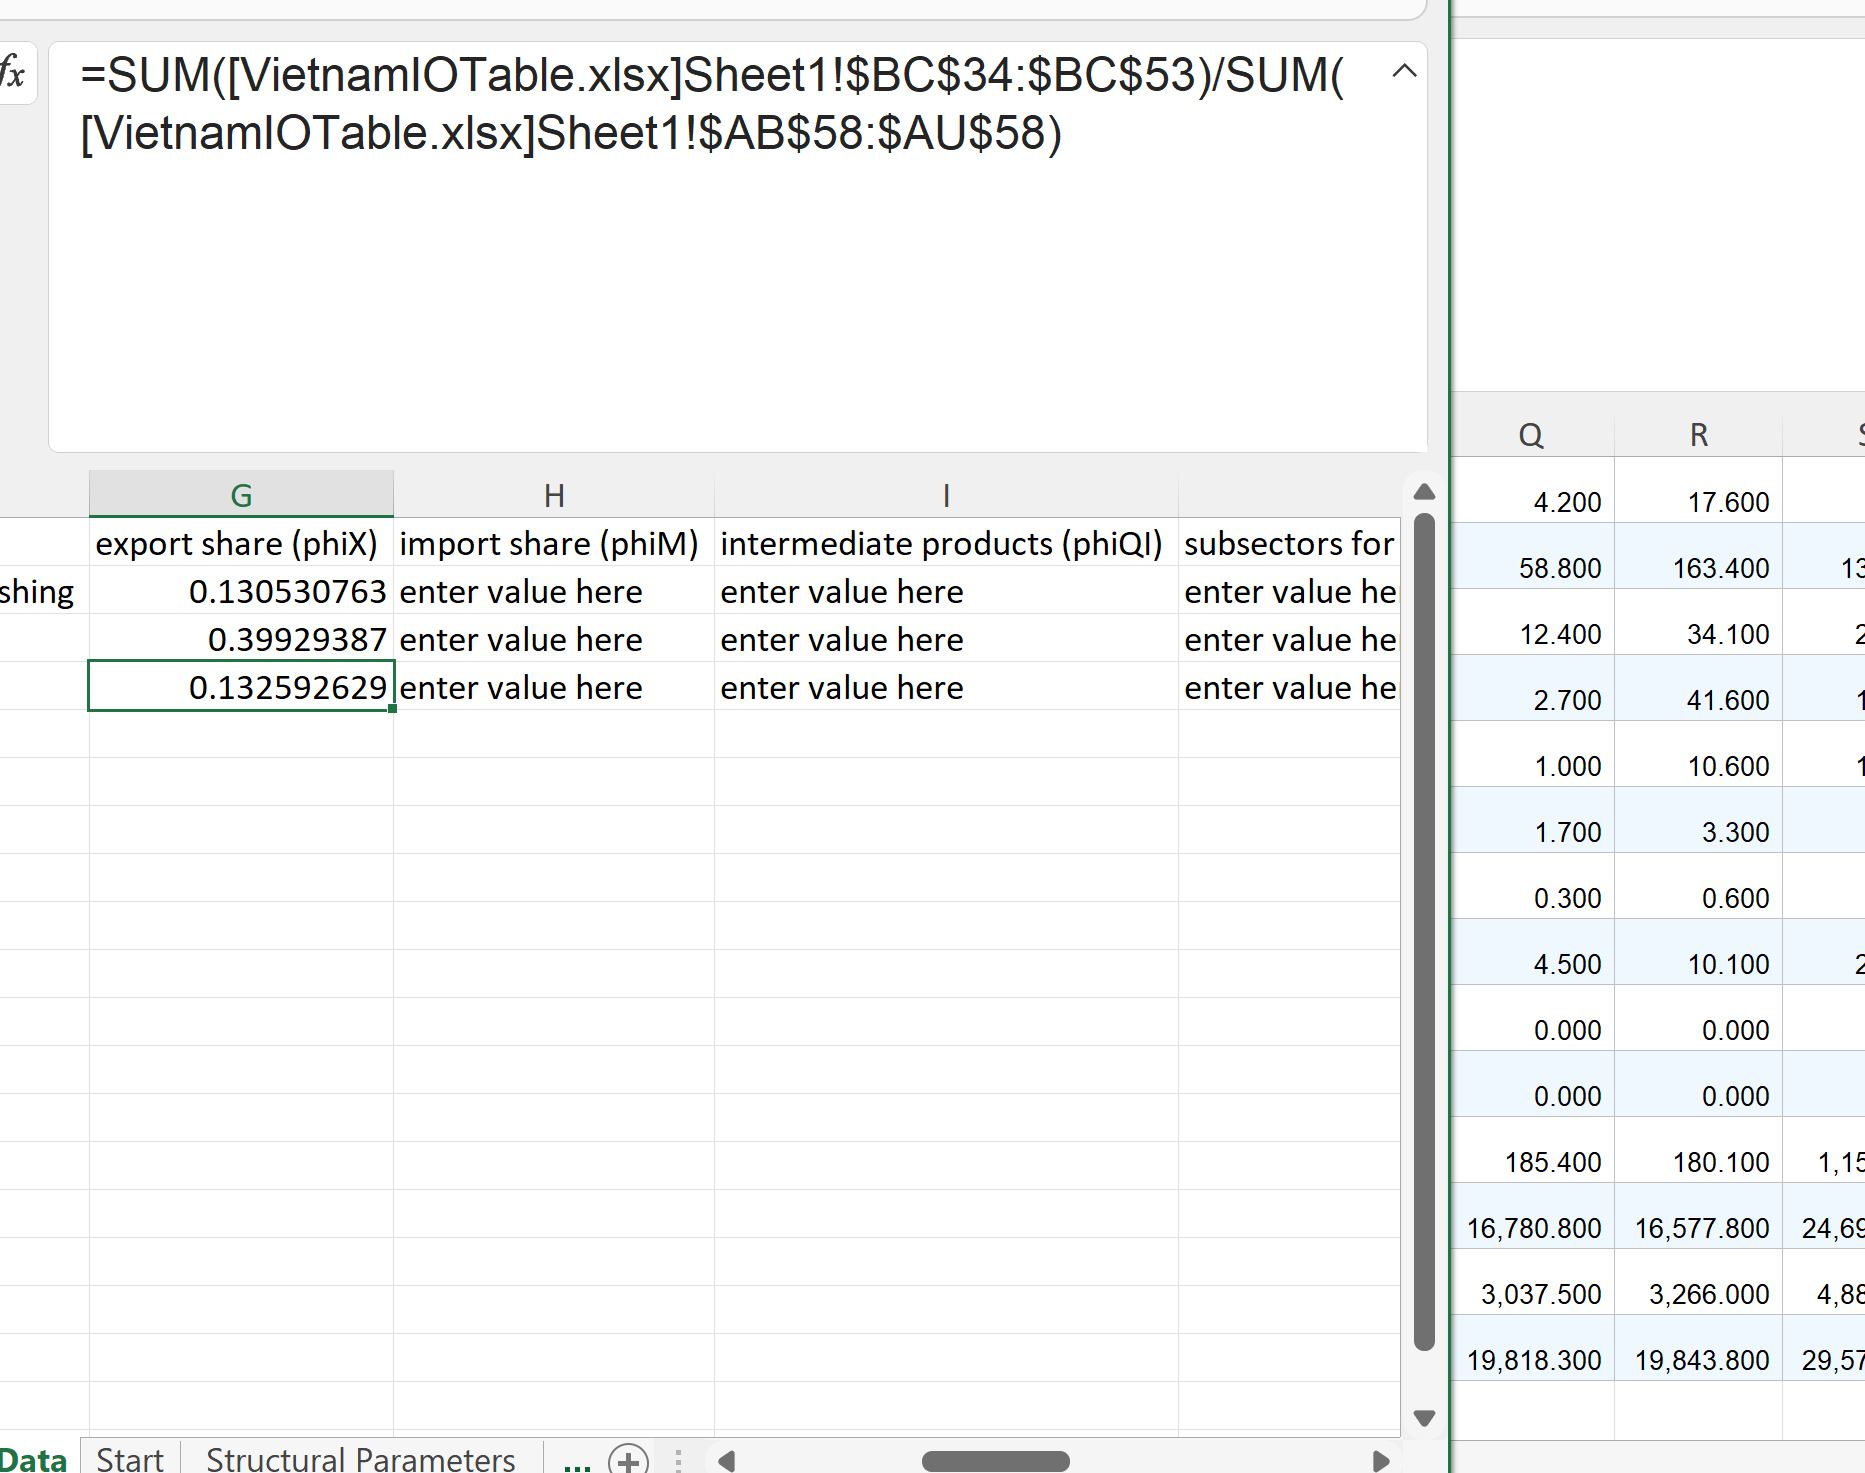 fx
=SUM([VietnamIOTable.xlsx]Sheet1!$BC$34:$BC$53)/SUM(
[VietnamIOTable.xlsx]Sheet1!$AB$58:$AU$58)
G H I
export share (phiX) import share (phiM) intermediate products (phiQI) subsectors for
shing 0.130530763 enter value here enter value here enter value he
0.39929387 enter value here enter value here enter value he
0.132592629 enter value here enter value here enter value he
Data Start Structural Parameters ...
Q R
4.200 17.600
58.800 163.400 13
12.400 34.100 2
2.700 41.600 1
1.000 10.600 1
1.700 3.300
0.300 0.600
4.500 10.100 2
0.000 0.000
0.000 0.000
185.400 180.100 1,15
16,780.800 16,577.800 24,69
3,037.500 3,266.000 4,88
19,818.300 19,843.800 29,57